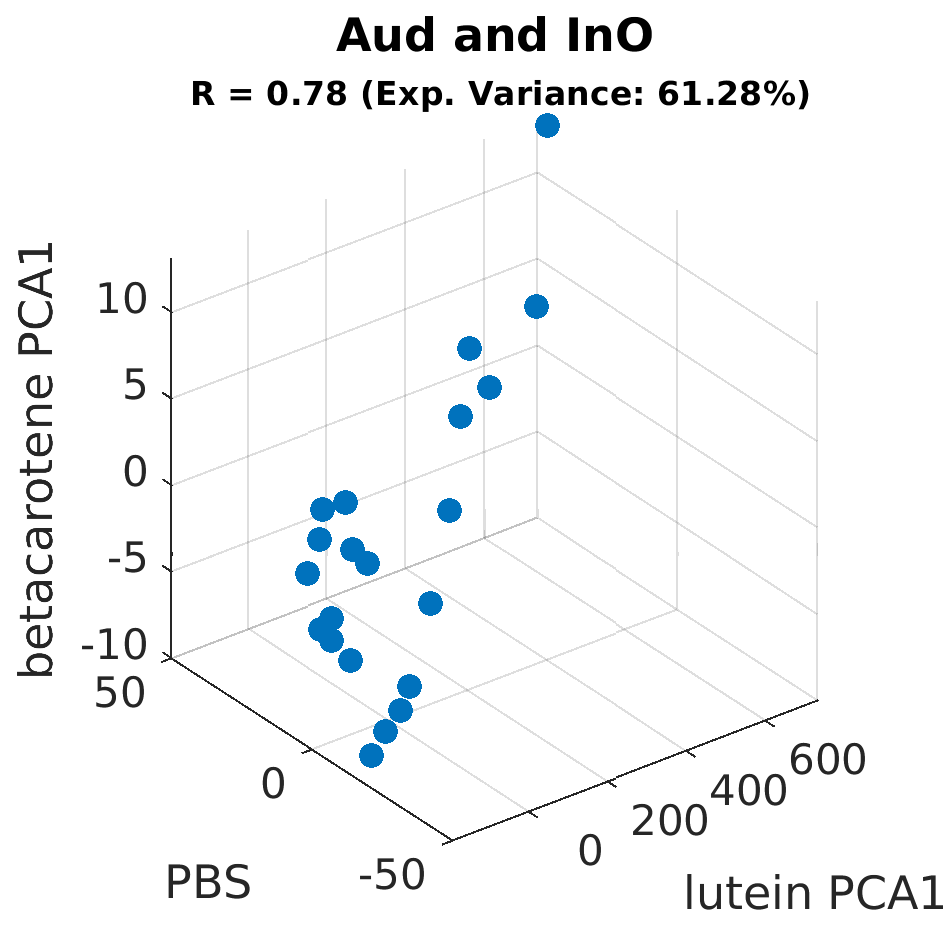 Aud and InO
R = 0.78 (Exp. Variance: 61.28%)
betacarotene PCA1
10
5
0
-5
-10
50
0
-50
PBS
0
200
400
600
lutein PCA1